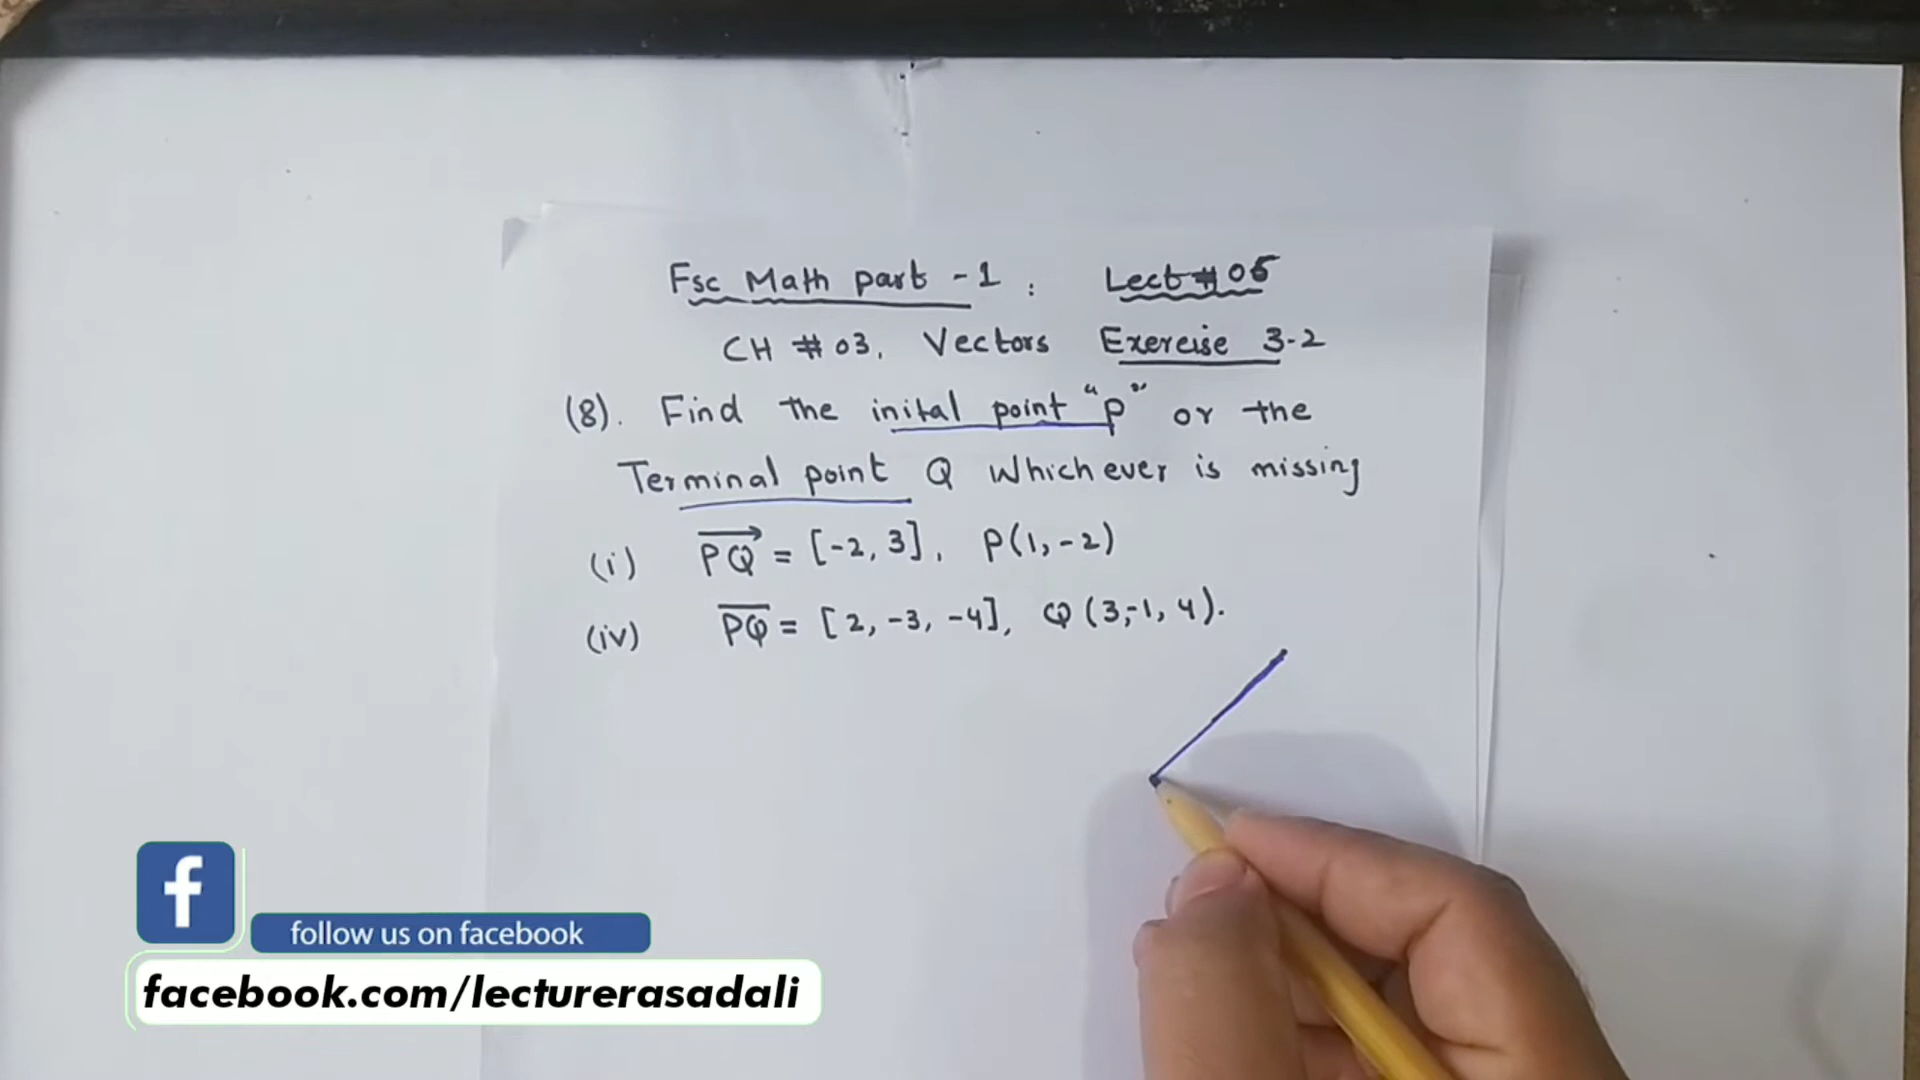 Fsc Math part - 1 : Lect # 05
CH # 03, Vectors Exercise 3-2
(8). Find the inital point "p" or the
Terminal point Q Whichever is missing
(i) $\overrightarrow{PQ}$ = [-2, 3], P(1, -2)
(iv) $\overline{PQ}$ = [2, -3, -4], Q (3,-1, 4).
f
follow us on facebook
facebook.com/lecturerasadali